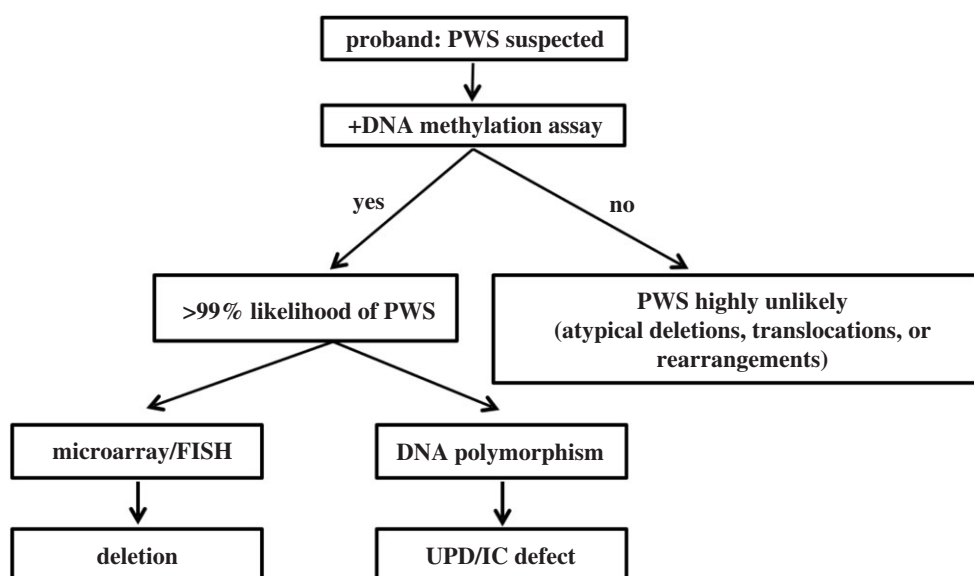 proband: PWS suspected
+DNA methylation assay
yes
no
>99% likelihood of PWS
PWS highly unlikely
(atypical deletions, translocations, or
rearrangements)
microarray/FISH
DNA polymorphism
deletion
UPD/IC defect